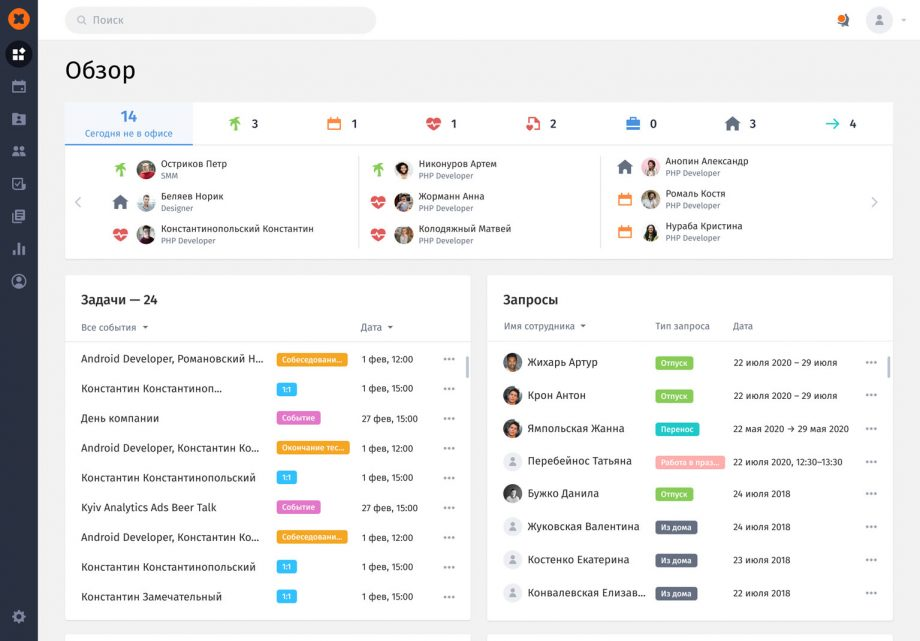 Поиск
Обзор
14
Сегодня не в офисе
3
1
1
2
0
3
4
Остриков Петр
SMM
Беляев Норик
Designer
Константинопольский Константин
PHP Developer
Никоноров Артем
PHP Developer
Жорманн Анна
PHP Developer
Колодяжный Матвей
PHP Developer
Анопин Александр
PHP Developer
Ромаль Костя
PHP Developer
Нураба Кристина
PHP Developer
Задачи — 24
Все события Дата
Android Developer, Романовский Н... Собеседовани... 1 фев, 12:00
Константин Константиноп... 1:1 1 фев, 15:00
День компании Событие 27 фев, 15:00
Android Developer, Константин Ко... Окончание тес... 1 фев, 12:00
Константин Константинопольский 1:1 1 фев, 15:00
Kyiv Analytics Ads Beer Talk Событие 27 фев, 15:00
Android Developer, Константин Ко... Собеседовани... 1 фев, 12:00
Константин Константинопольский 1:1 1 фев, 15:00
Константин Замечательный 1:1 1 фев, 15:00
Запросы
Имя сотрудника Тип запроса Дата
Жихарь Артур Отпуск 22 июля 2020 – 29 июля
Крон Антон Отпуск 22 июля 2020 – 29 июля
Ямпольская Жанна Перенос 22 мая 2020 → 29 мая 2020
Перебейнос Татьяна Работа в праз... 22 июля 2020, 12:30–13:30
Бужко Данила Отпуск 24 июля 2018
Жуковская Валентина Из дома 24 июля 2018
Костенко Екатерина Из дома 23 июля 2018
Конвалевская Елизав... Из дома 22 июля 2018